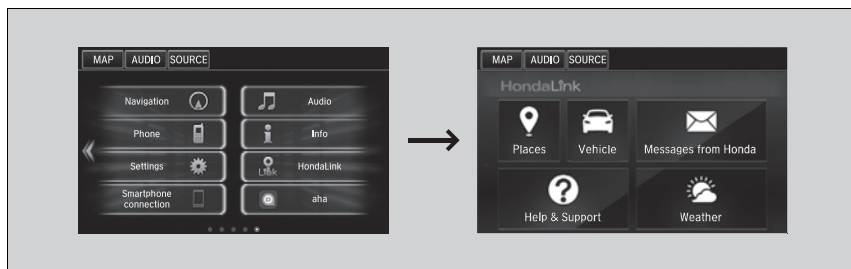 MAP AUDIO SOURCE
Navigation Audio
Phone Info
Settings Link HondaLink
Smartphone
connection aha
MAP AUDIO SOURCE
HondaLink
Places Vehicle Messages from Honda
Help & Support Weather